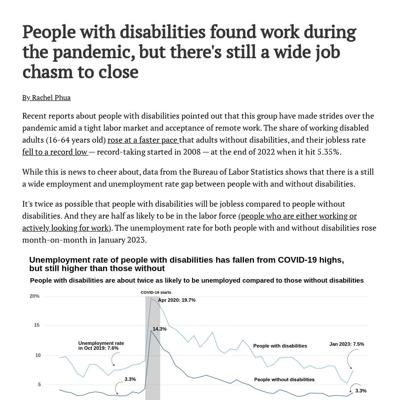 People with disabilities found work during
the pandemic, but there's still a wide job
chasm to close
By Rachel Phua
Recent reports about people with disabilities pointed out that this group have made strides over the
pandemic amid a tight labor market and acceptance of remote work. The share of working disabled
adults (16-64 years old) rose at a faster pace that adults without disabilities, and their jobless rate
fell to a record low — record-taking started in 2008 — at the end of 2022 when it hit 5.35%.
While this is news to cheer about, data from the Bureau of Labor Statistics shows that there is a still
a wide employment and unemployment rate gap between people with and without disabilities.
It's twice as possible that people with disabilities will be jobless compared to people without
disabilities. And they are half as likely to be in the labor force (people who are either working or
actively looking for work). The unemployment rate for both people with and without disabilities rose
month-on-month in January 2023.
Unemployment rate of people with disability has fallen from COVID-19 highs,
but still higher than those without
People with disabilities are about twice as likely to be unemployed compared to those without disabilities
COVID-19 starts
20%
Apr 2020: 19.7%
15
14.3%
Unemployment rate
in Oct 2019: 7.6%
People with disabilities
Jan 2023: 7.5%
10
3.3%
People without disabilities
5
3.3%